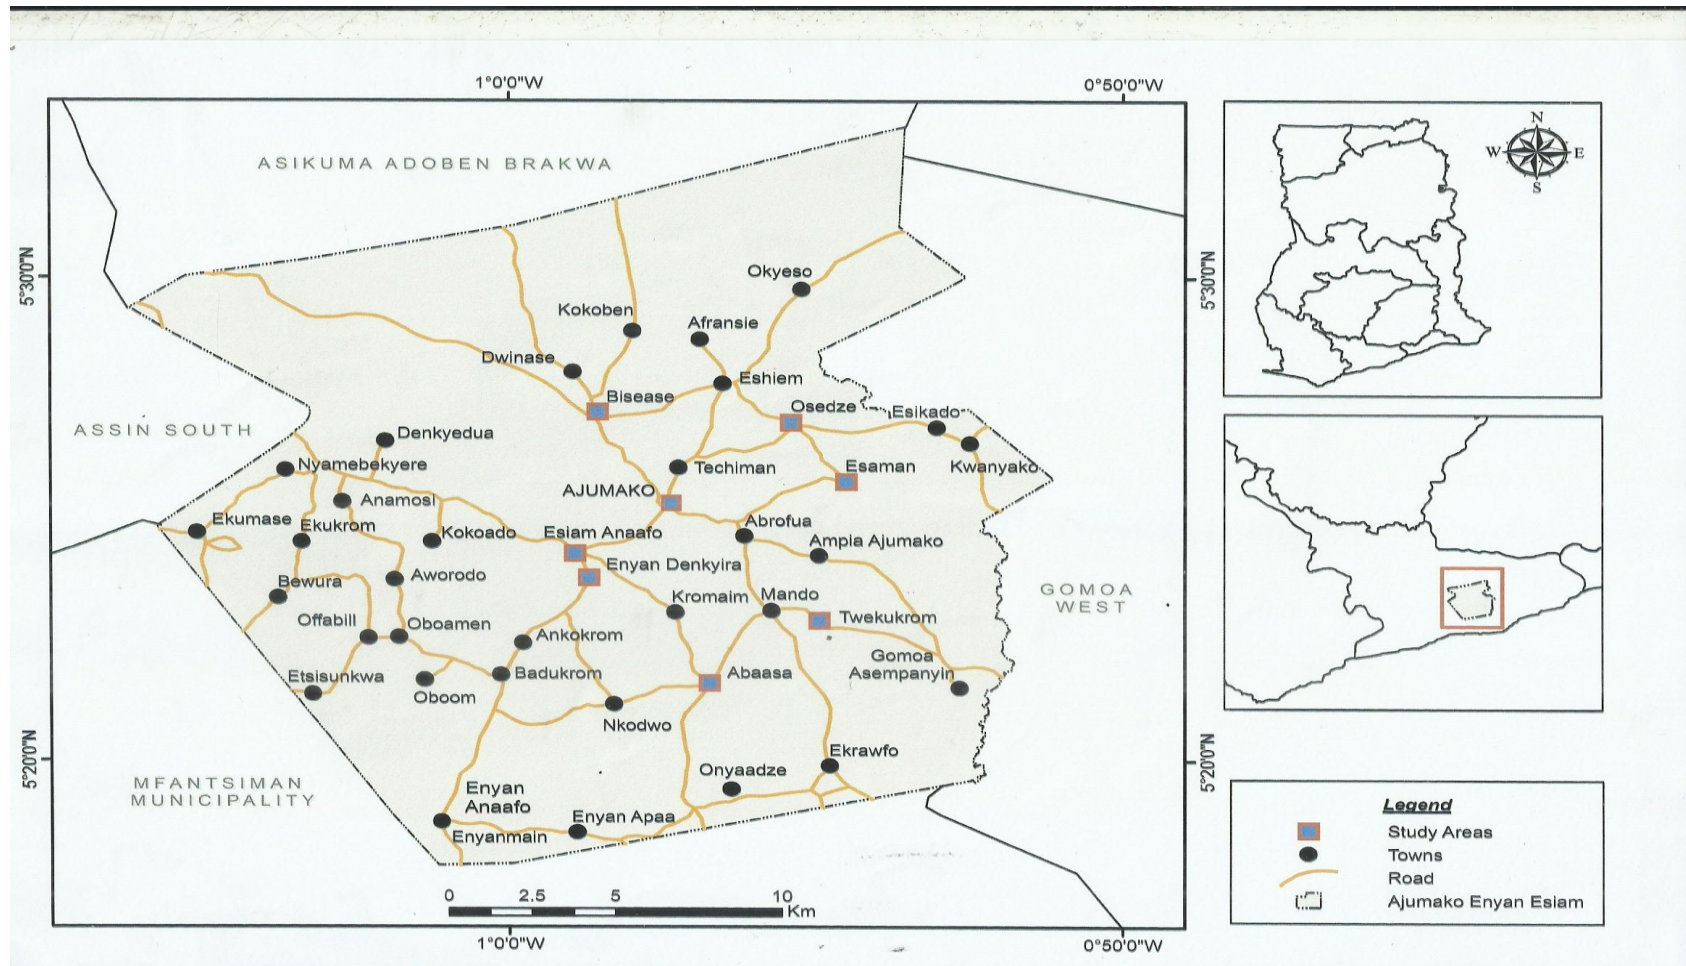 1°0'0"W
0°50'0"W
ASIKUMA ADOBEN BRAKWA
N
W
E
S
5°30'0"N
5°30'0"N
Okyeso
Kokoben
Afransie
Dwinase
Eshiem
Bisease
Osedze
Esikado
ASSIN SOUTH
Denkyedua
Nyamebekyere
Techiman
Esaman
Kwanyako
AJUMAKO
Anamosi
Ekumase
Ekukrom
Kokoado
Esiam Anaafo
Abrofua
Ampia Ajumako
Enyan Denkyira
Bewura
Aworodo
Kromaim
Mando
GOMOA
WEST
Offabill
Oboamen
Ankokrom
Twekukrom
Etsisunkwa
Oboom
Badukrom
Abaasa
Gomoa
Asempanyin
Nkodwo
5°20'0"N
5°20'0"N
Ekrawfo
Onyaadze
MFANTSIMAN
MUNICIPALITY
Enyan
Anaafo
Enyanmain
Enyan Apaa
0
2.5
5
10
Km
1°0'0"W
0°50'0"W
Legend
Study Areas
Towns
Road
Ajumako Enyan Esiam